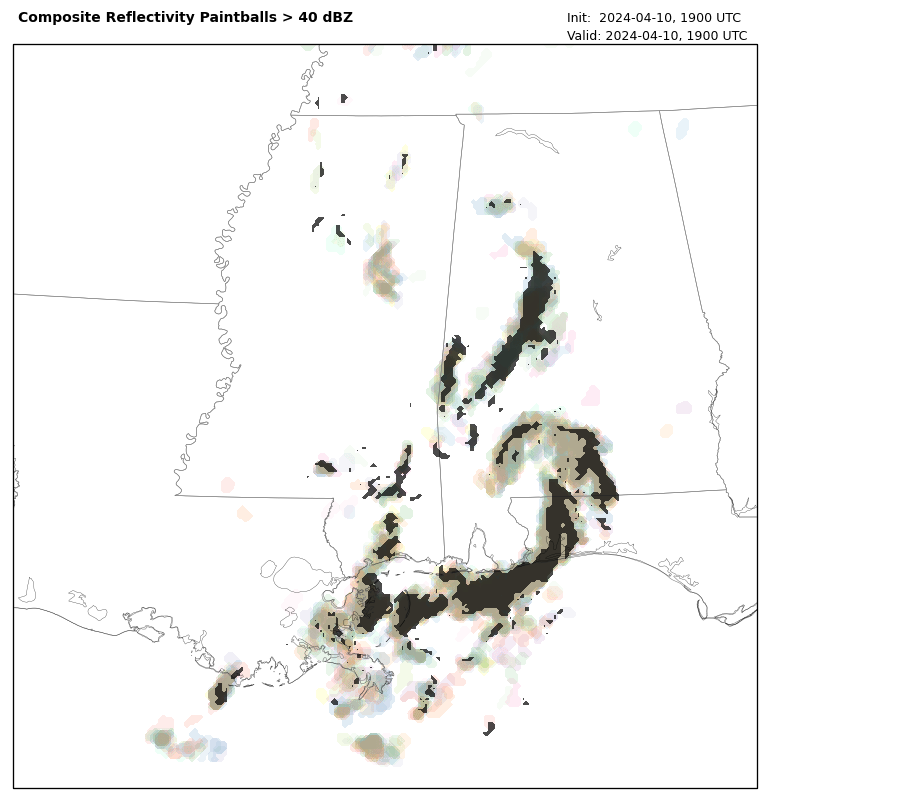 Composite Reflectivity Paintballs > 40 dBZ
Init: 2024-04-10, 1900 UTC
Valid: 2024-04-10, 1900 UTC